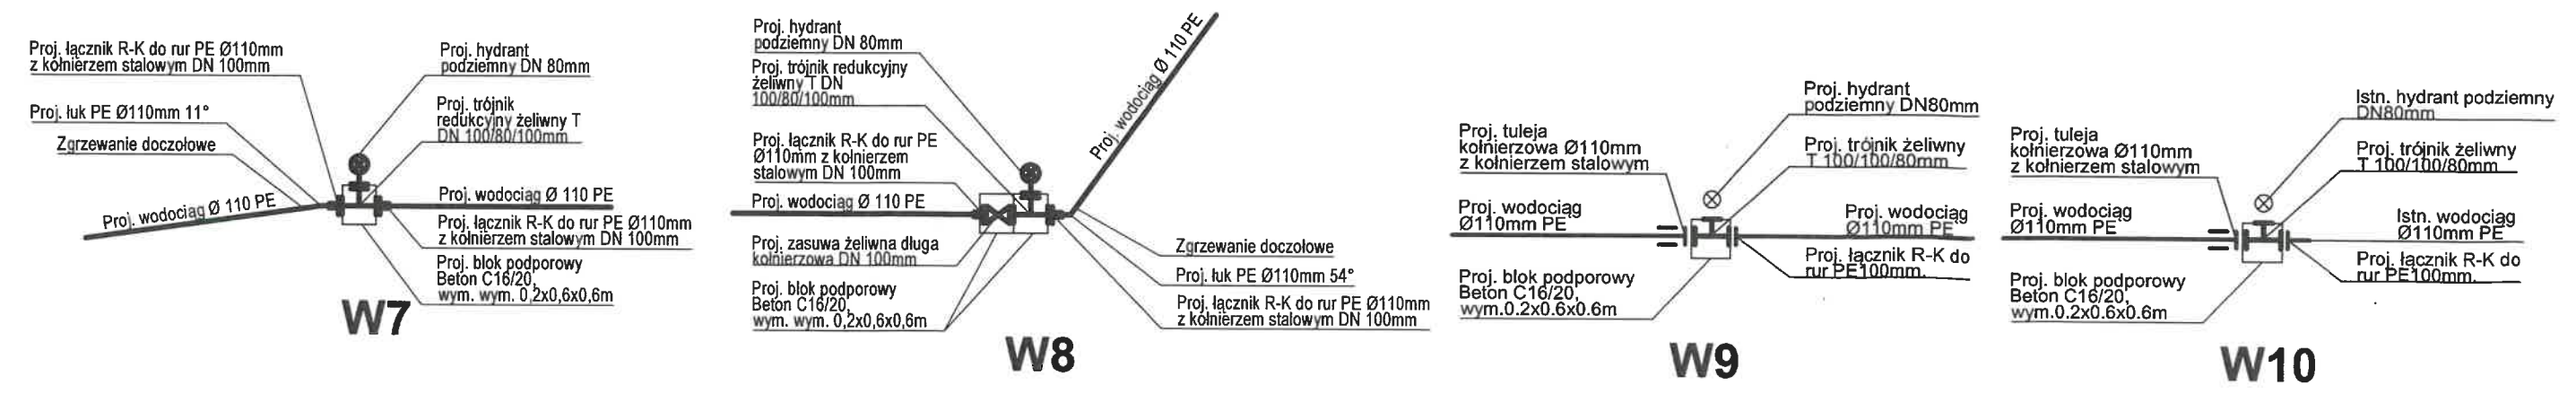 Proj. łącznik R-K do rur PE Ø110mm
z kołnierzem stalowym DN 100mm
Proj. łuk PE Ø110mm 11°
Zgrzewanie doczołowe
Proj. wodociąg Ø 110 PE
Proj. hydrant
podziemny DN 80mm
Proj. trójnik
redukcyjny żeliwny T
DN 100/80/100mm
Proj. wodociąg Ø 110 PE
Proj. łącznik R-K do rur PE Ø110mm
z kołnierzem stalowym DN 100mm
Proj. blok podporowy
Beton C16/20,
wym. wym. 0,2x0,6x0,6m
W7
Proj. hydrant
podziemny DN 80mm
Proj. trójnik redukcyjny
żeliwny T DN
100/80/100mm
Proj. łącznik R-K do rur PE
Ø110mm z kołnierzem
stalowym DN 100mm
Proj. wodociąg Ø 110 PE
Proj. zasuwa żeliwna długa
kołnierzowa DN 100mm
Proj. blok podporowy
Beton C16/20,
wym. wym. 0,2x0,6x0,6m
Proj. wodociąg Ø 110 PE
Zgrzewanie doczołowe
Proj. łuk PE Ø110mm 54°
Proj. łącznik R-K do rur PE Ø110mm
z kołnierzem stalowym DN 100mm
W8
Proj. tuleja
kołnierzowa Ø110mm
z kołnierzem stalowym
Proj. wodociąg
Ø110mm PE
Proj. blok podporowy
Beton C16/20,
wym.0.2x0.6x0.6m
Proj. hydrant
podziemny DN80mm
Proj. trójnik żeliwny
T 100/100/80mm
Proj. wodociąg
Ø110mm PE
Proj. łącznik R-K do
rur PE100mm.
W9
Proj. tuleja
kołnierzowa Ø110mm
z kołnierzem stalowym
Proj. wodociąg
Ø110mm PE
Proj. blok podporowy
Beton C16/20,
wym.0.2x0.6x0.6m
Istn. hydrant podziemny
DN80mm
Proj. trójnik żeliwny
T 100/100/80mm
Istn. wodociąg
Ø110mm PE
Proj. łącznik R-K do
rur PE100mm.
W10